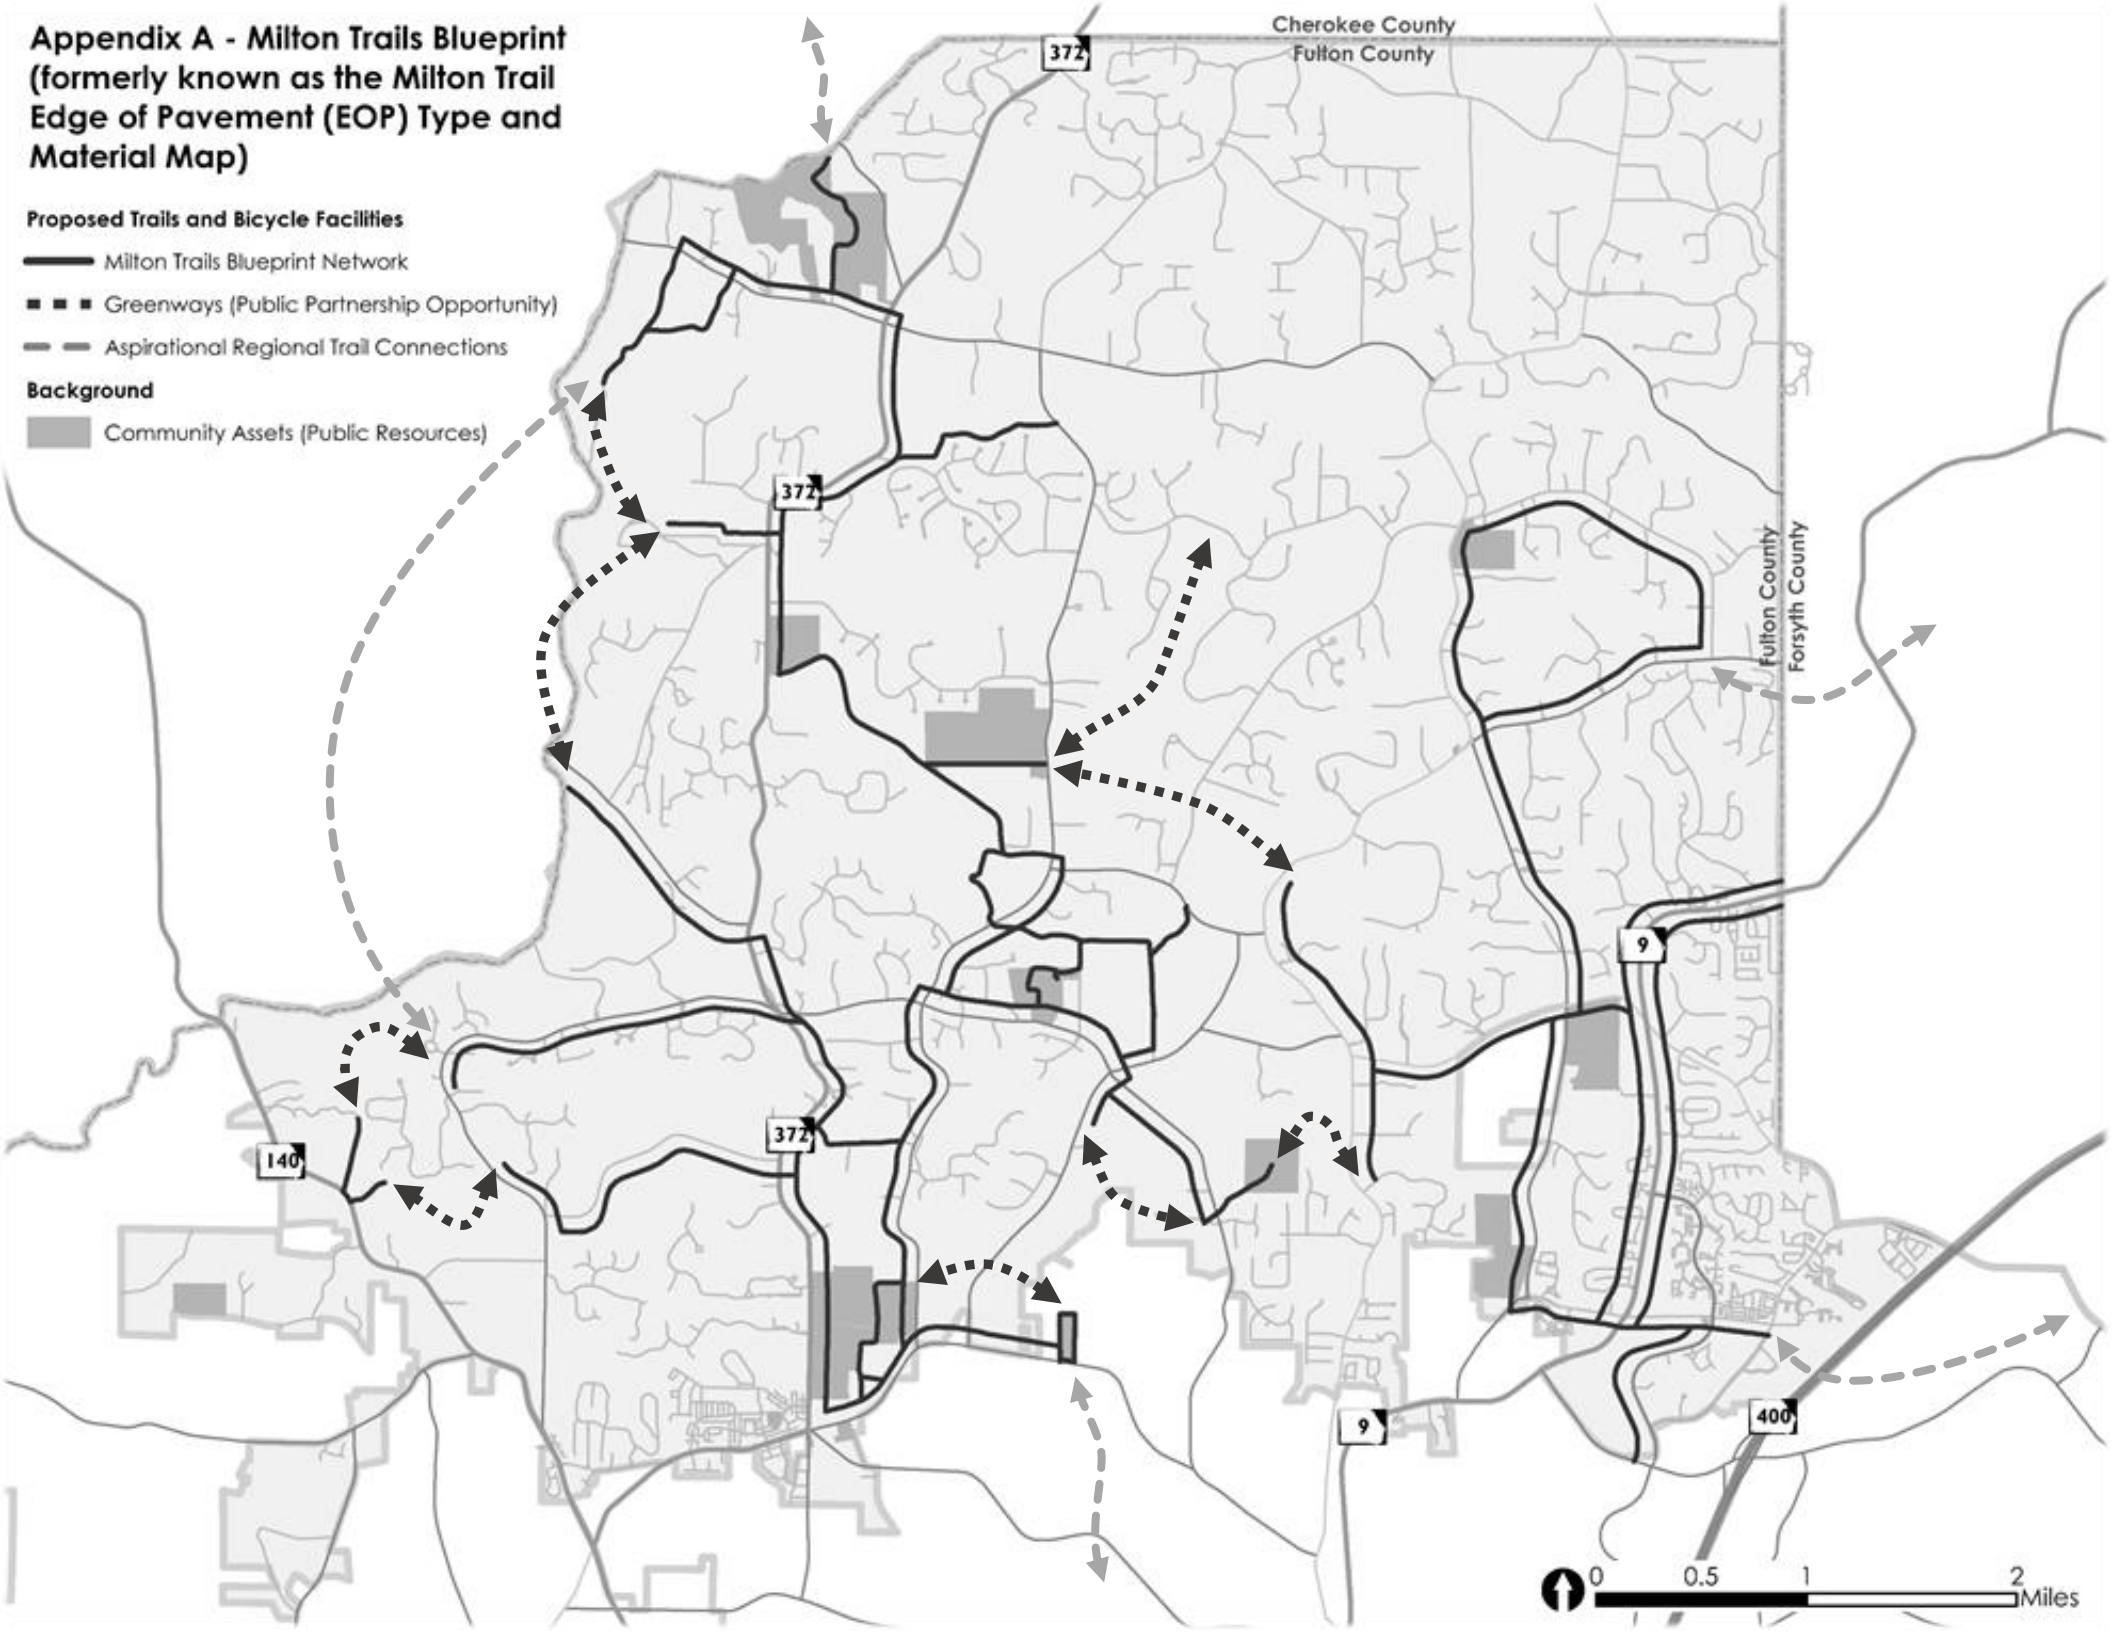 Appendix A - Milton Trails Blueprint
(formerly known as the Milton Trail
Edge of Pavement (EOP) Type and
Material Map)
Proposed Trails and Bicycle Facilities
Milton Trails Blueprint Network
Greenways (Public Partnership Opportunity)
Aspirational Regional Trail Connections
Background
Community Assets (Public Resources)
Cherokee County
Fulton County
372
372
Fulton County
Forsyth County
9
372
140
9
400
0 0.5 1 2
Miles